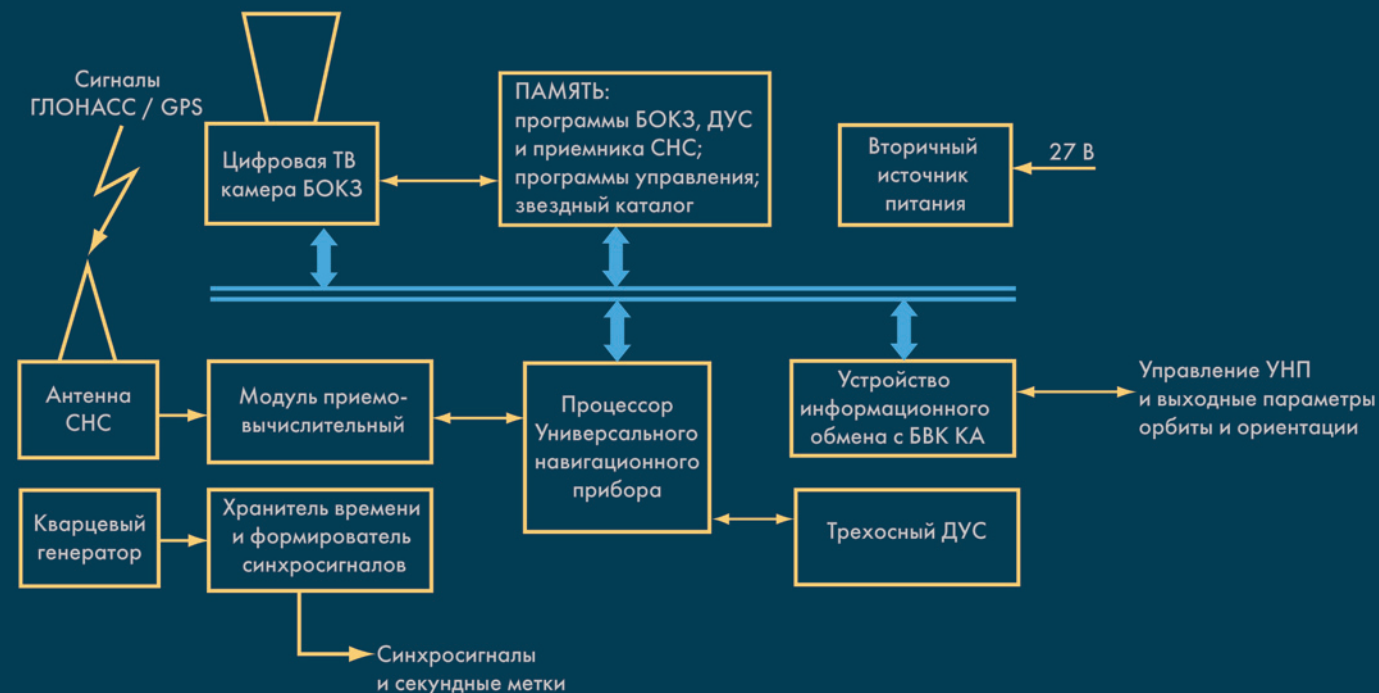 Сигналы
ГЛОНАСС / GPS
Цифровая ТВ
камера БОКЗ
ПАМЯТЬ:
программы БОКЗ, ДУС
и приемника СНС;
программы управления;
звездный каталог
Вторичный
источник
питания
27 В
Антенна
СНС
Модуль приемо-
вычислительный
Процессор
Универсального
навигационного
прибора
Устройство
информационного
обмена с БВК КА
Управление УНП
и выходные параметры
орбиты и ориентации
Кварцевый
генератор
Хранитель времени
и формирователь
синхросигналов
Трехосный ДУС
Синхросигналы
и секундные метки